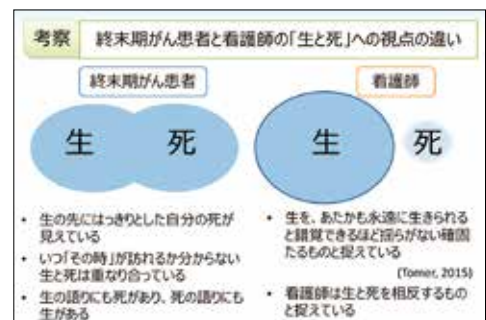 考察 終末期がん患者と看護師の「生と死」への視点の違い
終末期がん患者
生 死
・ 生の先にはっきりとした自分の死が
見えている
・ いつ「その時」が訪れるか分からない
生と死は重なり合っている
・ 生の語りにも死があり、死の語りにも
生がある
看護師
生 死
・ 生を、あたかも永遠に生きられる
と錯覚できるほど揺らがない確固
たるものと捉えている
(Tomer, 2015)
・ 看護師は生と死を相反するもの
と捉えている